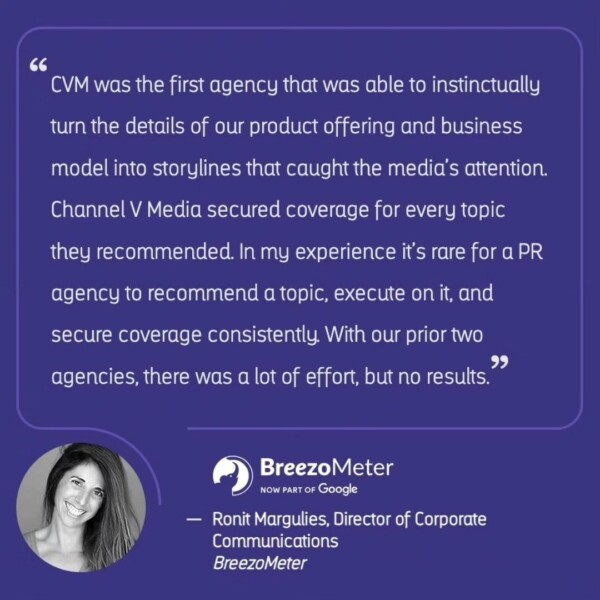 “CVM was the first agency that was able to instinctually
turn the details of our product offering and business
model into storylines that caught the media’s attention.
Channel V Media secured coverage for every topic
they recommended. In my experience it’s rare for a PR
agency to recommend a topic, execute on it, and
secure coverage consistently. With our prior two
agencies, there was a lot of effort, but no results.”
BreezoMeter
NOW PART OF Google
— Ronit Margulies, Director of Corporate
Communications
BreezoMeter